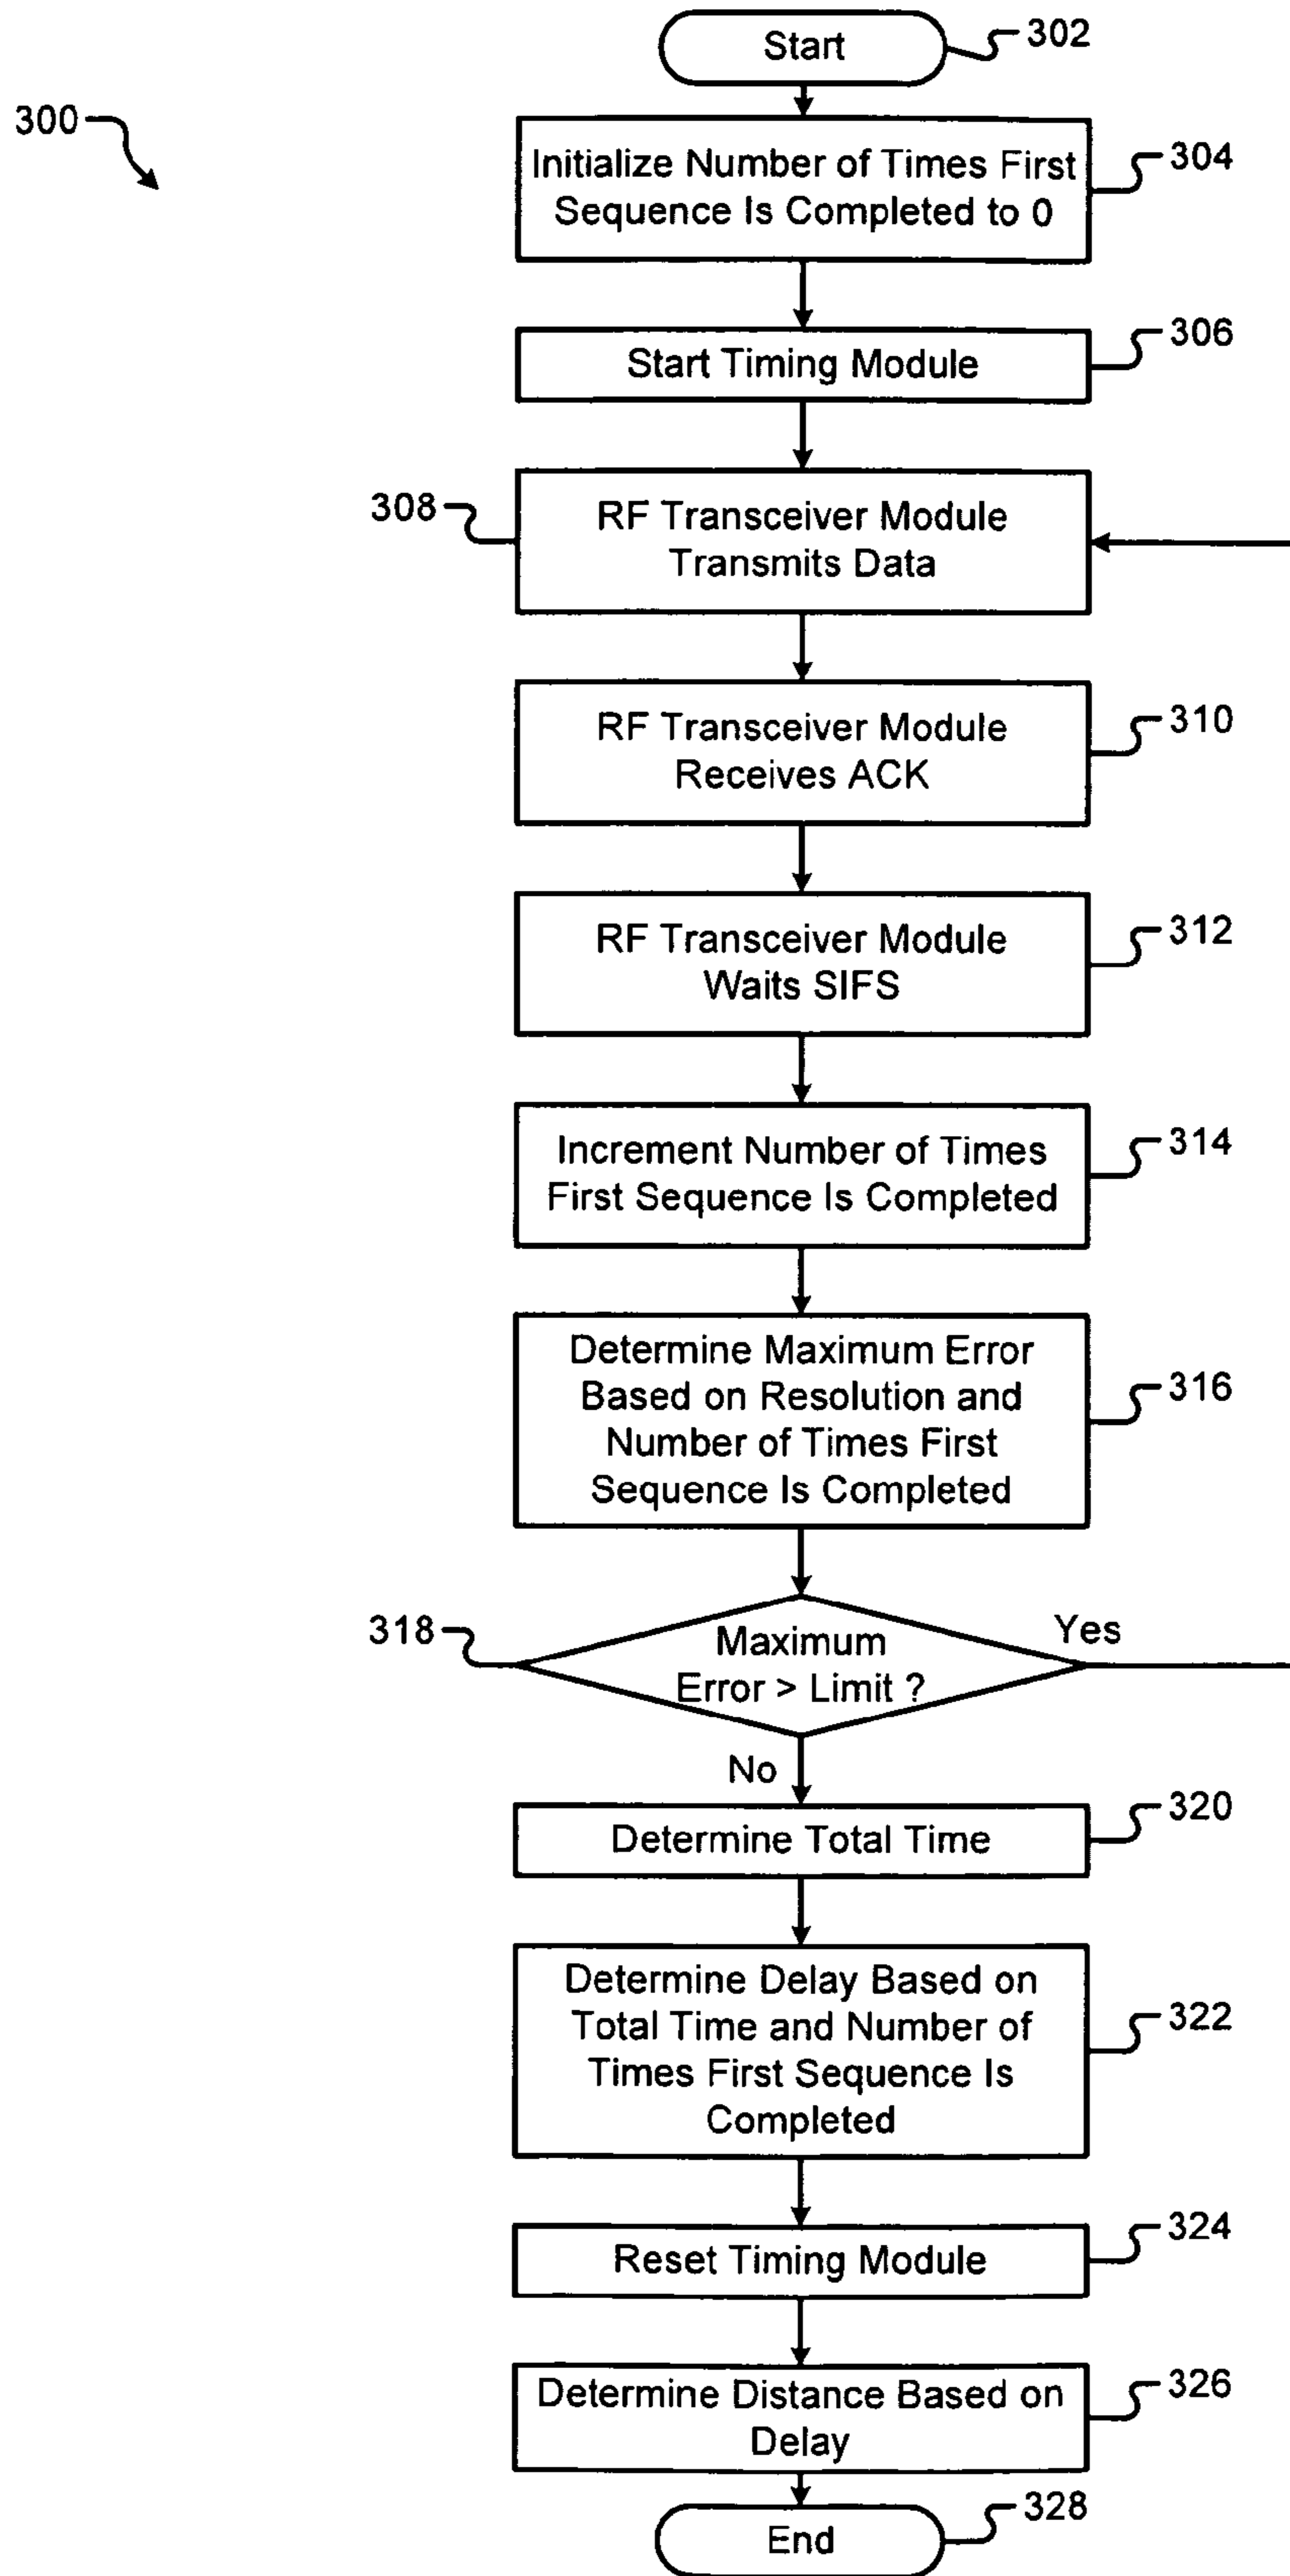 Start
302
300
Initialize Number of Times First
Sequence Is Completed to 0
304
Start Timing Module
306
308
RF Transceiver Module
Transmits Data
RF Transceiver Module
Receives ACK
310
RF Transceiver Module
Waits SIFS
312
Increment Number of Times
First Sequence Is Completed
314
Determine Maximum Error
Based on Resolution and
Number of Times First
Sequence Is Completed
316
318
Maximum
Error > Limit ?
Yes
No
Determine Total Time
320
Determine Delay Based on
Total Time and Number of
Times First Sequence Is
Completed
322
Reset Timing Module
324
Determine Distance Based on
Delay
326
End
328